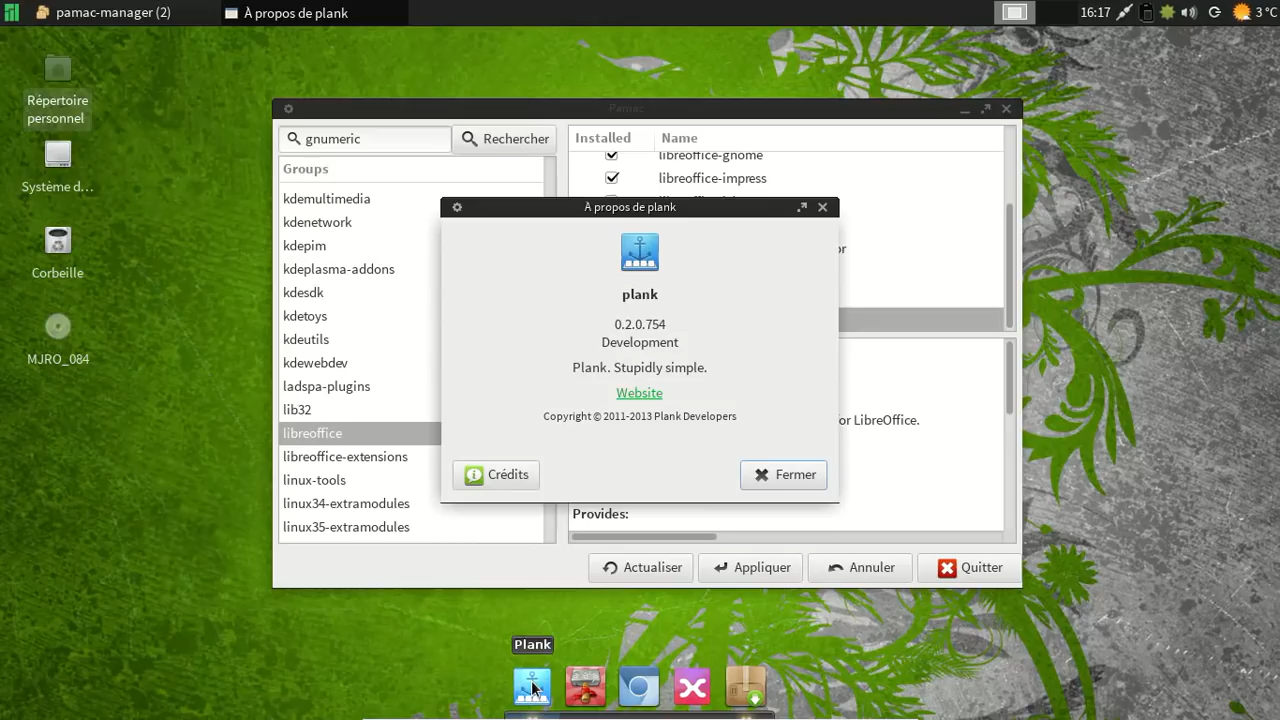 pamac-manager (2)
À propos de plank
16:17
3 °C
Répertoire
personnel
Système d...
Corbeille
MJRO_084
Pamac
gnumeric
Rechercher
Groups
kdemultimedia
kdenetwork
kdepim
kdeplasma-addons
kdesdk
kdetoys
kdeutils
kdewebdev
ladspa-plugins
lib32
libreoffice
libreoffice-extensions
linux-tools
linux34-extramodules
linux35-extramodules
Installed
Name
libreoffice-gnome
libreoffice-impress
or
or LibreOffice.
Provides:
À propos de plank
plank
0.2.0.754
Development
Plank. Stupidly simple.
Website
Copyright © 2011-2013 Plank Developers
Crédits
Fermer
Actualiser
Appliquer
Annuler
Quitter
Plank